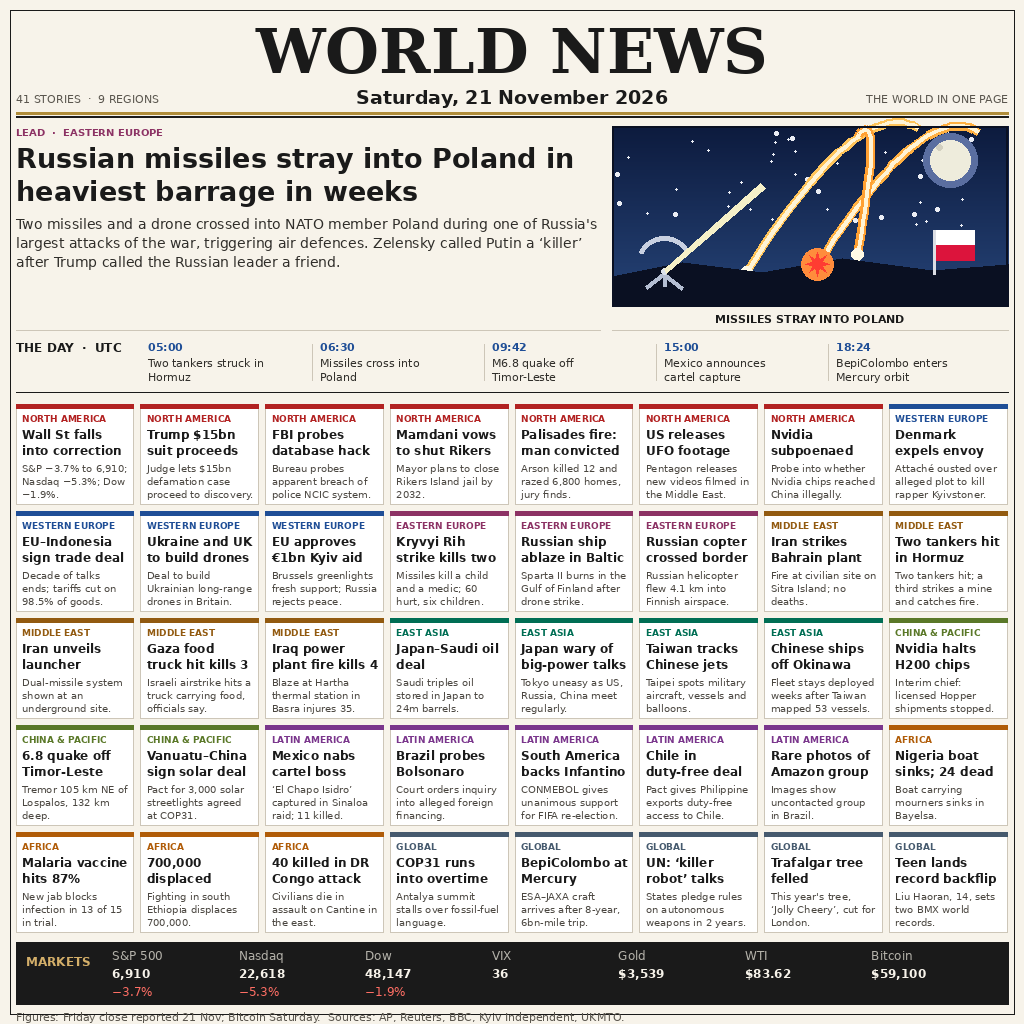 WORLD NEWS
41 STORIES · 9 REGIONS
Saturday, 21 November 2026
THE WORLD IN ONE PAGE
LEAD · EASTERN EUROPE
Russian missiles stray into Poland in
heaviest barrage in weeks
Two missiles and a drone crossed into NATO member Poland during one of Russia's
largest attacks of the war, triggering air defences. Zelensky called Putin a ‘killer’
after Trump called the Russian leader a friend.
MISSILES STRAY INTO POLAND
THE DAY · UTC
05:00
Two tankers struck in
Hormuz
06:30
Missiles cross into
Poland
09:42
M6.8 quake off
Timor-Leste
15:00
Mexico announces
cartel capture
18:24
BepiColombo enters
Mercury orbit
NORTH AMERICA
Wall St falls
into correction
S&P −3.7% to 6,910;
Nasdaq −5.3%; Dow
−1.9%.
NORTH AMERICA
Trump $15bn
suit proceeds
Judge lets $15bn
defamation case
proceed to discovery.
NORTH AMERICA
FBI probes
database hack
Bureau probes
apparent breach of
police NCIC system.
NORTH AMERICA
Mamdani vows
to shut Rikers
Mayor plans to close
Rikers Island jail by
2032.
NORTH AMERICA
Palisades fire:
man convicted
Arson killed 12 and
razed 6,800 homes,
jury finds.
NORTH AMERICA
US releases
UFO footage
Pentagon releases
new videos filmed in
the Middle East.
NORTH AMERICA
Nvidia
subpoenaed
Probe into whether
Nvidia chips reached
China illegally.
WESTERN EUROPE
Denmark
expels envoy
Attaché ousted over
alleged plot to kill
rapper Kyivstoner.
WESTERN EUROPE
EU–Indonesia
sign trade deal
Decade of talks
ends; tariffs cut on
98.5% of goods.
WESTERN EUROPE
Ukraine and UK
to build drones
Deal to build
Ukrainian long-range
drones in Britain.
WESTERN EUROPE
EU approves
€1bn Kyiv aid
Brussels greenlights
fresh support; Russia
rejects peace.
EASTERN EUROPE
Kryvyi Rih
strike kills two
Missiles kill a child
and a medic; 60
hurt, six children.
EASTERN EUROPE
Russian ship
ablaze in Baltic
Sparta II burns in the
Gulf of Finland after
drone strike.
EASTERN EUROPE
Russian copter
crossed border
Russian helicopter
flew 4.1 km into
Finnish airspace.
MIDDLE EAST
Iran strikes
Bahrain plant
Fire at civilian site on
Sitra Island; no
deaths.
MIDDLE EAST
Two tankers hit
in Hormuz
Two tankers hit; a
third strikes a mine
and catches fire.
MIDDLE EAST
Iran unveils
launcher
Dual-missile system
shown at an
underground site.
MIDDLE EAST
Gaza food
truck hit kills 3
Israeli airstrike hits a
truck carrying food,
officials say.
MIDDLE EAST
Iraq power
plant fire kills 4
Blaze at Hartha
thermal station in
Basra injures 35.
EAST ASIA
Japan–Saudi oil
deal
Saudi triples oil
stored in Japan to
24m barrels.
EAST ASIA
Japan wary of
big-power talks
Tokyo uneasy as US,
Russia, China meet
regularly.
EAST ASIA
Taiwan tracks
Chinese jets
Taipei spots military
aircraft, vessels and
balloons.
EAST ASIA
Chinese ships
off Okinawa
Fleet stays deployed
weeks after Taiwan
mapped 53 vessels.
CHINA & PACIFIC
Nvidia halts
H200 chips
Interim chief:
licensed Hopper
shipments stopped.
CHINA & PACIFIC
6.8 quake off
Timor-Leste
Tremor 105 km NE of
Lospalos, 132 km
deep.
CHINA & PACIFIC
Vanuatu–China
sign solar deal
Pact for 3,000 solar
streetlights agreed
at COP31.
LATIN AMERICA
Mexico nabs
cartel boss
‘El Chapo Isidro’
captured in Sinaloa
raid; 11 killed.
LATIN AMERICA
Brazil probes
Bolsonaro
Court orders inquiry
into alleged foreign
financing.
LATIN AMERICA
South America
backs Infantino
CONMEBOL gives
unanimous support
for FIFA re-election.
LATIN AMERICA
Chile in
duty-free deal
Pact gives Philippine
exports duty-free
access to Chile.
LATIN AMERICA
Rare photos of
Amazon group
Images show
uncontacted group
in Brazil.
AFRICA
Nigeria boat
sinks; 24 dead
Boat carrying
mourners sinks in
Bayelsa.
AFRICA
Malaria vaccine
hits 87%
New jab blocks
infection in 13 of 15
in trial.
AFRICA
700,000
displaced
Fighting in south
Ethiopia displaces
700,000.
AFRICA
40 killed in DR
Congo attack
Civilians die in
assault on Cantine in
the east.
GLOBAL
COP31 runs
into overtime
Antalya summit
stalls over fossil-fuel
language.
GLOBAL
BepiColombo at
Mercury
ESA–JAXA craft
arrives after 8-year,
6bn-mile trip.
GLOBAL
UN: ‘killer
robot’ talks
States pledge rules
on autonomous
weapons in 2 years.
GLOBAL
Trafalgar tree
felled
This year's tree,
‘Jolly Cheery’, cut for
London.
GLOBAL
Teen lands
record backflip
Liu Haoran, 14, sets
two BMX world
records.
MARKETS
S&P 500
6,910
−3.7%
Nasdaq
22,618
−5.3%
Dow
48,147
−1.9%
VIX
36
Gold
$3,539
WTI
$83.62
Bitcoin
$59,100
Figures: Friday close reported 21 Nov; Bitcoin Saturday. Sources: AP, Reuters, BBC, Kyiv Independent, UKMTO.